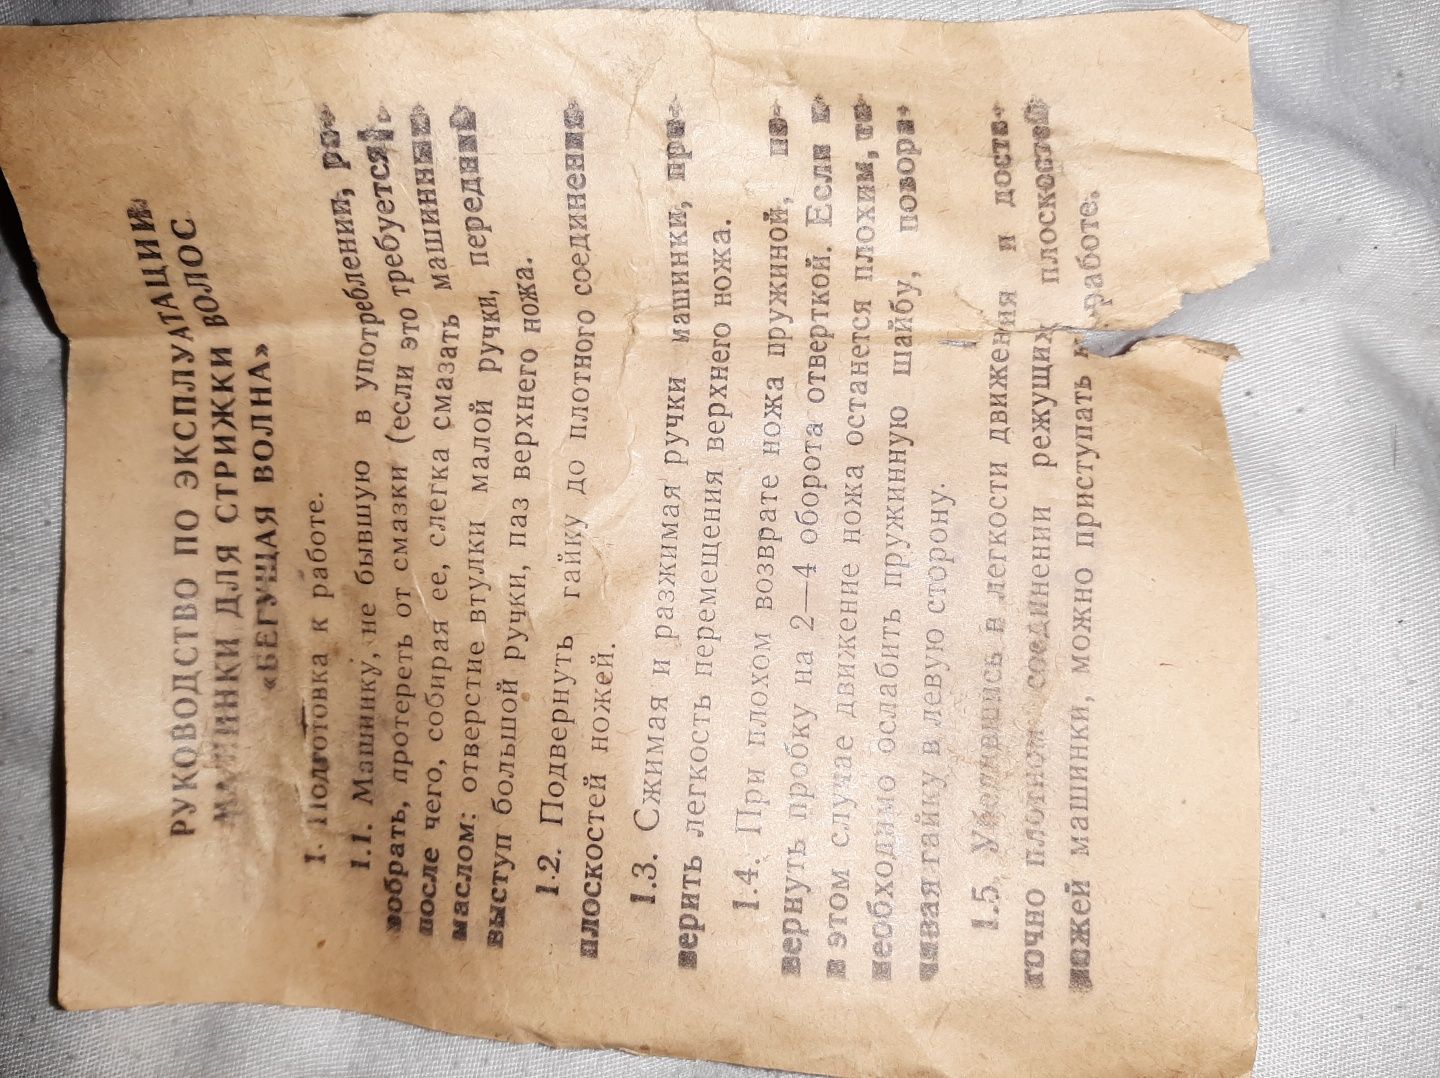 РУКОВОДСТВО ПО ЭКСПЛУАТАЦИИ
МАШИНКИ ДЛЯ СТРИЖКИ ВОЛОС
«БЕГУЩАЯ ВОЛНА»
1. Подготовка к работе.
1.1. Машинку, не бывшую в употреблении, ра-
зобрать, протереть от смазки (если это требуется),
после чего, собирая ее, слегка смазать машинным
маслом: отверстие втулки малой ручки, передний
выступ большой ручки, паз верхнего ножа.
1.2. Подвернуть гайку до плотного соединения
плоскостей ножей.
1.3. Сжимая и разжимая ручки машинки, про-
верить легкость перемещения верхнего ножа.
1.4. При плохом возврате ножа пружиной, по-
вернуть пробку на 2—4 оборота отверткой. Если и
в этом случае движение ножа останется плохим, то
необходимо ослабить пружинную шайбу, повора-
чивая гайку в левую сторону.
1.5. Убедившись в легкости движения и доста-
точно плотном соединении режущих плоскостей
ножей машинки, можно приступать к работе.